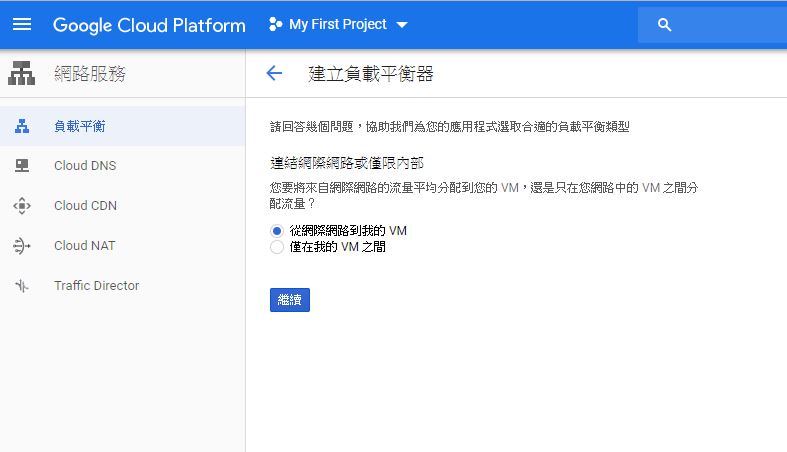 Google Cloud Platform
My First Project
網路服務
建立負載平衡器
負載平衡
Cloud DNS
Cloud CDN
Cloud NAT
Traffic Director
請回答幾個問題，協助我們為您的應用程式選取合適的負載平衡類型
連結網際網路或僅限內部
您要將來自網際網路的流量平均分配到您的 VM，還是只在您網路中的 VM 之間分
配流量？
從網際網路到我的 VM
僅在我的 VM 之間
繼續